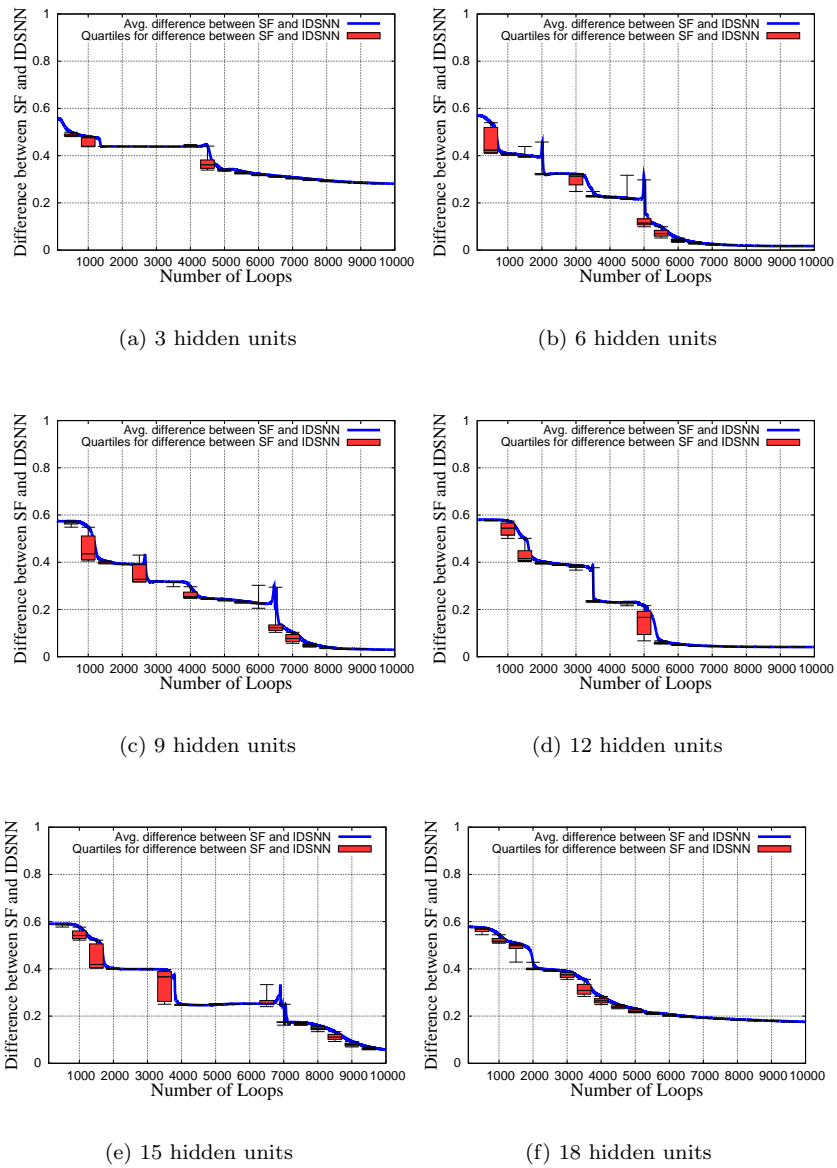 Avg. difference between SF and IDSNN
Quartiles for difference between SF and IDSNN
Difference between SF and IDSNN
1
0.8
0.6
0.4
0.2
0
1000 2000 3000 4000 5000 6000 7000 8000 9000 10000
Number of Loops
(a) 3 hidden units
Avg. difference between SF and IDSNN
Quartiles for difference between SF and IDSNN
Difference between SF and IDSNN
1
0.8
0.6
0.4
0.2
0
1000 2000 3000 4000 5000 6000 7000 8000 9000 10000
Number of Loops
(b) 6 hidden units
Avg. difference between SF and IDSNN
Quartiles for difference between SF and IDSNN
Difference between SF and IDSNN
1
0.8
0.6
0.4
0.2
0
1000 2000 3000 4000 5000 6000 7000 8000 9000 10000
Number of Loops
(c) 9 hidden units
Avg. difference between SF and IDSNN
Quartiles for difference between SF and IDSNN
Difference between SF and IDSNN
1
0.8
0.6
0.4
0.2
0
1000 2000 3000 4000 5000 6000 7000 8000 9000 10000
Number of Loops
(d) 12 hidden units
Avg. difference between SF and IDSNN
Quartiles for difference between SF and IDSNN
Difference between SF and IDSNN
1
0.8
0.6
0.4
0.2
0
1000 2000 3000 4000 5000 6000 7000 8000 9000 10000
Number of Loops
(e) 15 hidden units
Avg. difference between SF and IDSNN
Quartiles for difference between SF and IDSNN
Difference between SF and IDSNN
1
0.8
0.6
0.4
0.2
0
1000 2000 3000 4000 5000 6000 7000 8000 9000 10000
Number of Loops
(f) 18 hidden units